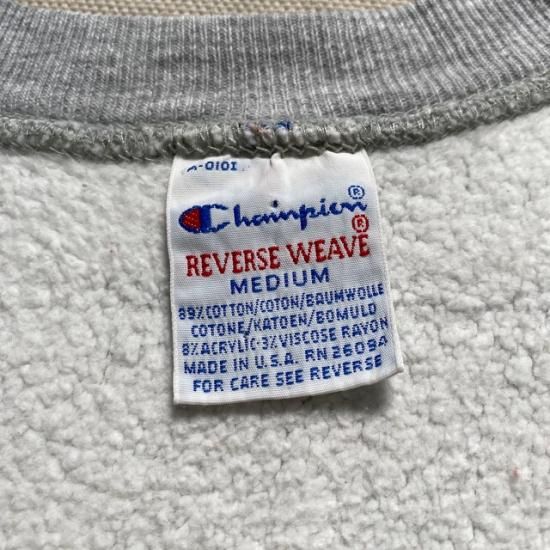 A-0101
Champion®
REVERSE WEAVE®
MEDIUM
89% COTTON/COTON/BAUMWOLLE
COTONE/KATOEN/BOMULD
8% ACRYLIC·3% VISCOSE RAYON
MADE IN U.S.A. RN 26094
FOR CARE SEE REVERSE